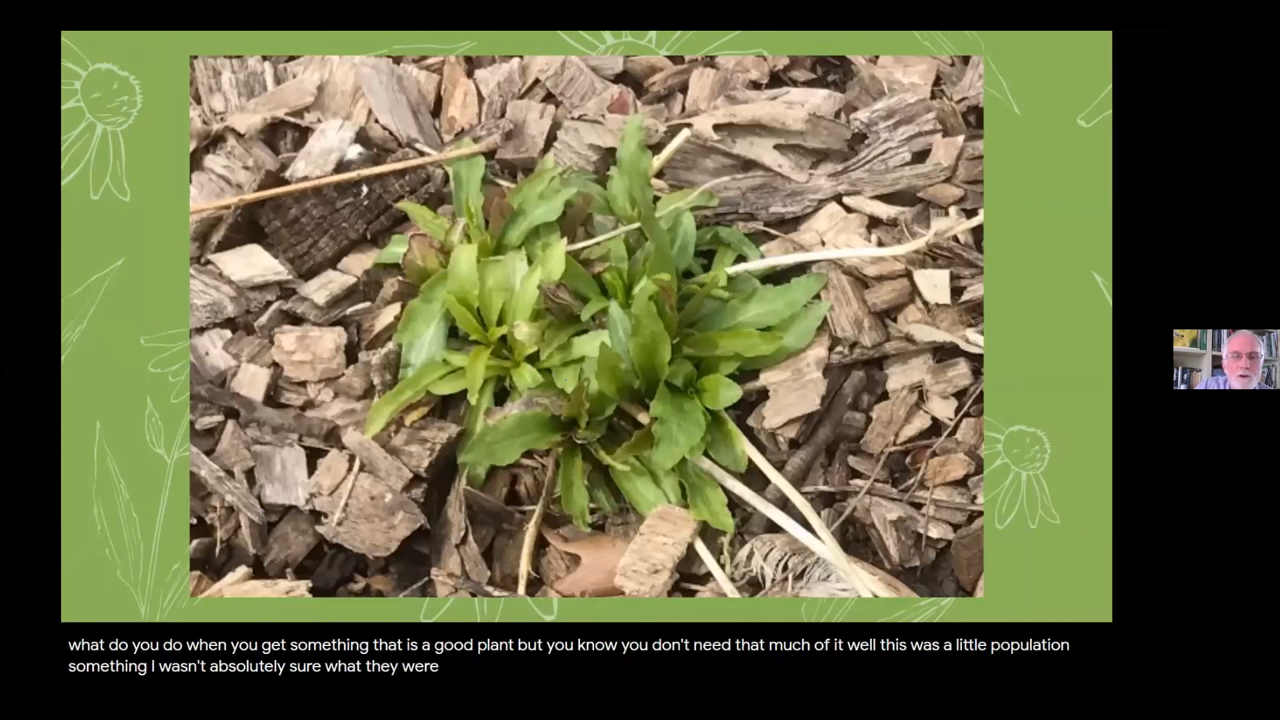 what do you do when you get something that is a good plant but you know you don't need that much of it well this was a little population
something I wasn't absolutely sure what they were